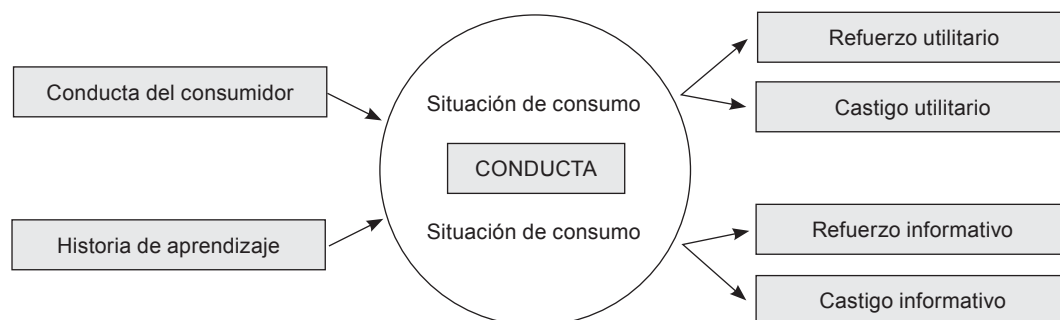 Conducta del consumidor
Historia de aprendizaje
Situación de consumo
CONDUCTA
Situación de consumo
Refuerzo utilitario
Castigo utilitario
Refuerzo informativo
Castigo informativo